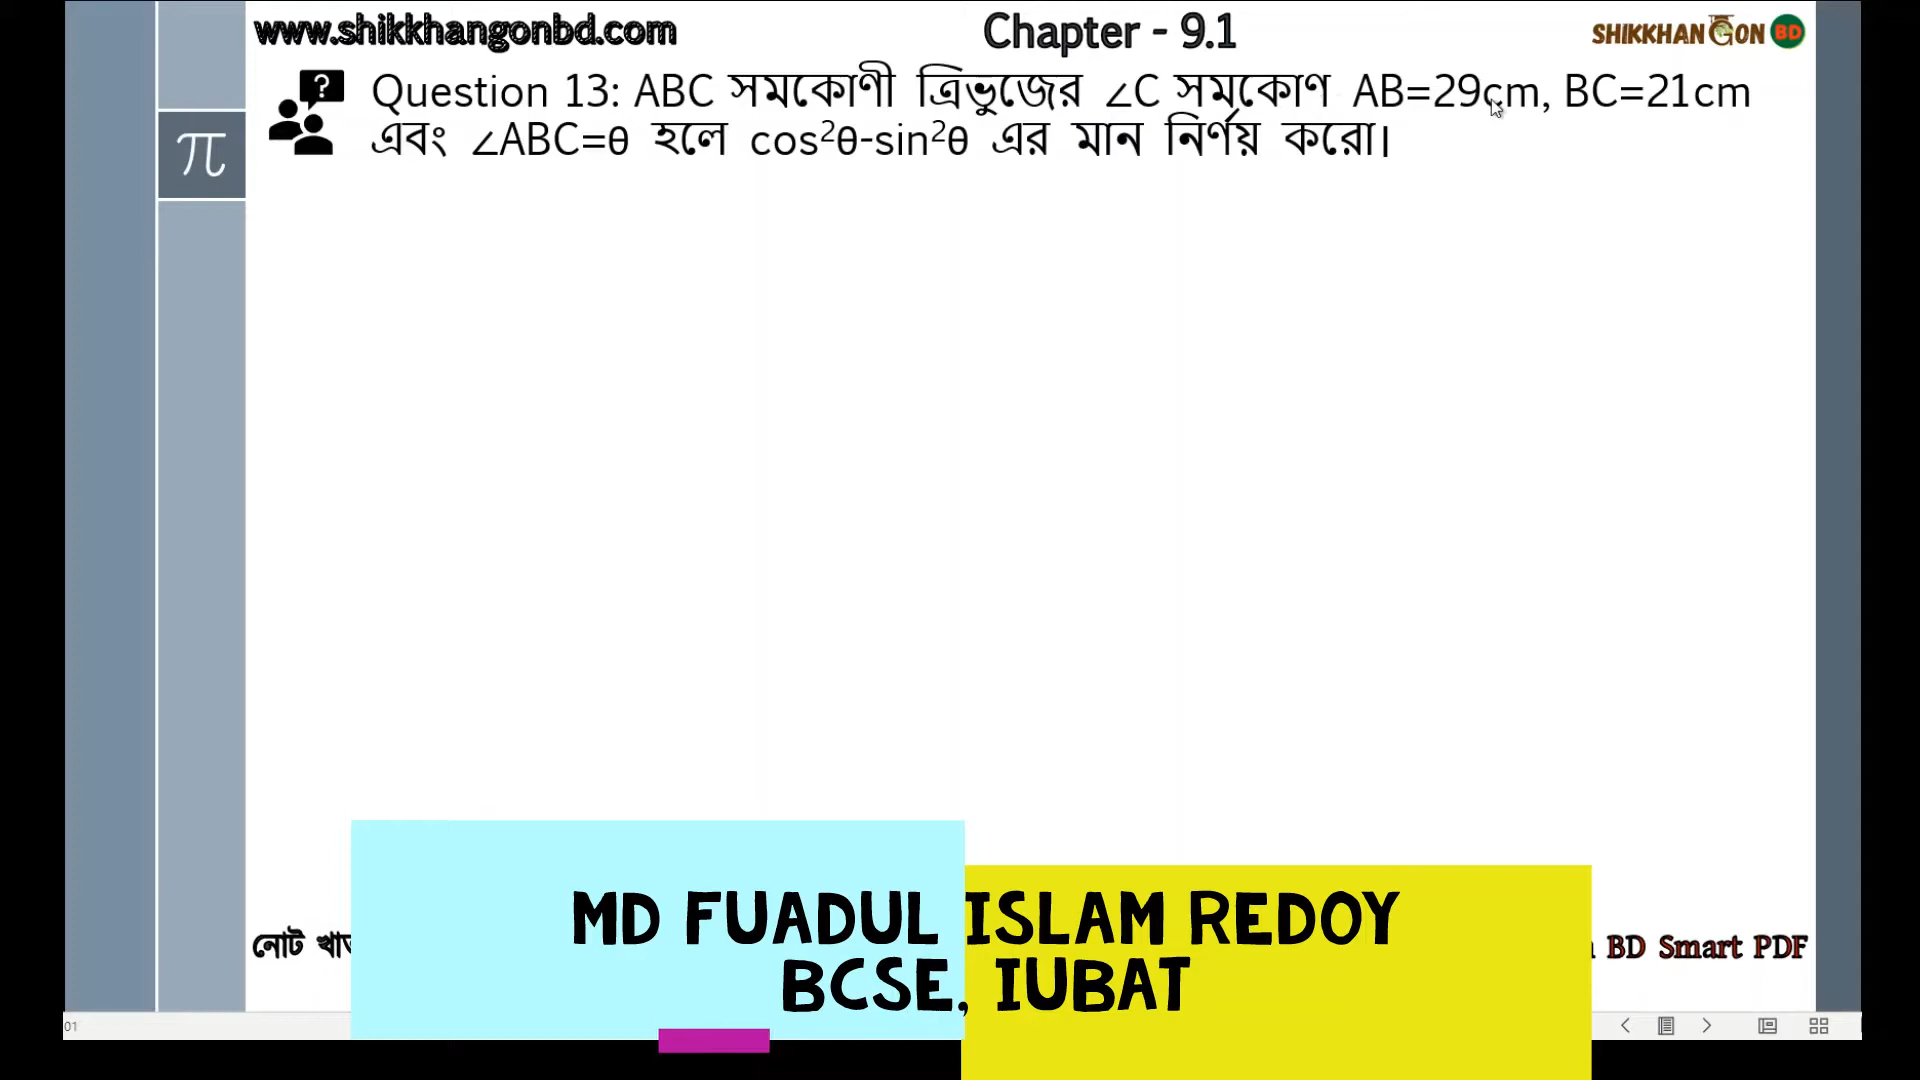 www.shikkhangonbd.com
Chapter - 9.1
SHIKKHANGON BD
?
Question 13: ABC সমকোণী ত্রিভুজের ∠C সমকোণ AB=29cm, BC=21cm
এবং ∠ABC=θ হলে cos²θ-sin²θ এর মান নির্ণয় করো।
π
MD FUADUL ISLAM REDOY
BCSE, IUBAT
নোট
BD Smart PDF
01